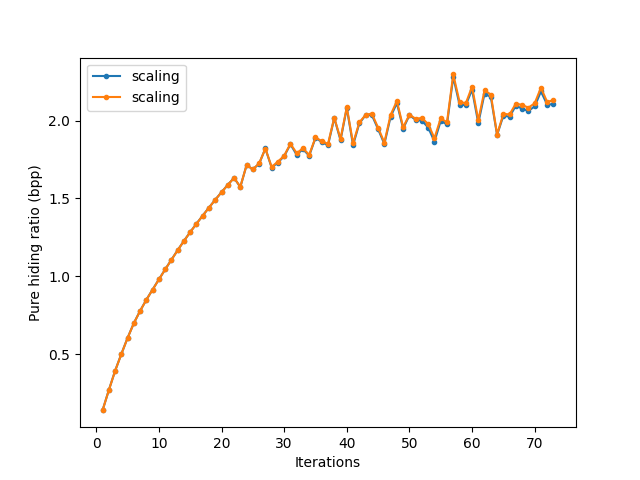 scaling
scaling
2.0
1.5
1.0
0.5
Pure hiding ratio (bpp)
0 10 20 30 40 50 60 70
Iterations